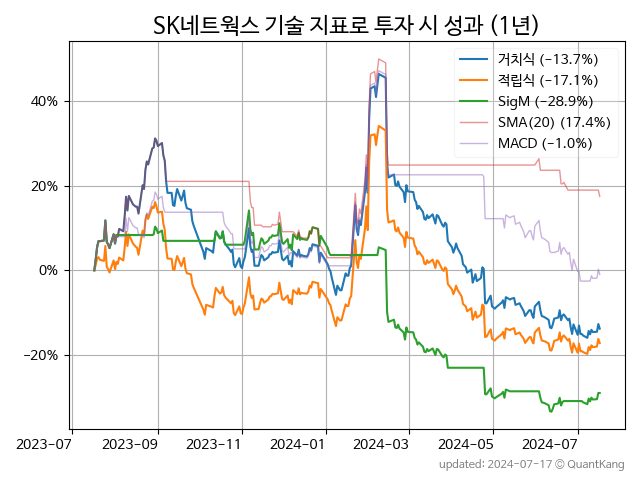 SK네트웍스 기술 지표로 투자 시 성과 (1년)
거치식 (−13.7%)
적립식 (−17.1%)
SigM (−28.9%)
SMA(20) (17.4%)
MACD (−1.0%)
40%
20%
0%
−20%
2023-07 2023-09 2023-11 2024-01 2024-03 2024-05 2024-07
updated: 2024-07-17 © QuantKang